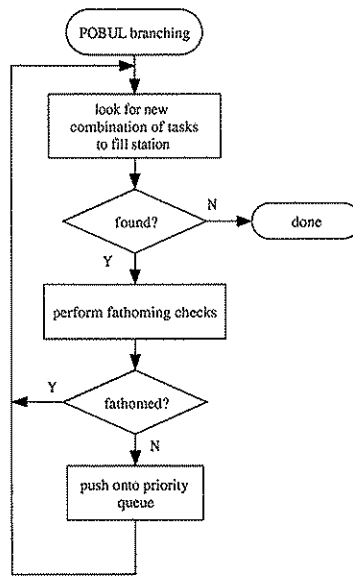 POBUL branching
look for new
combination of tasks
to fill station
found?
N
done
Y
perform fathoming checks
Y
fathomed?
N
push onto priority
queue